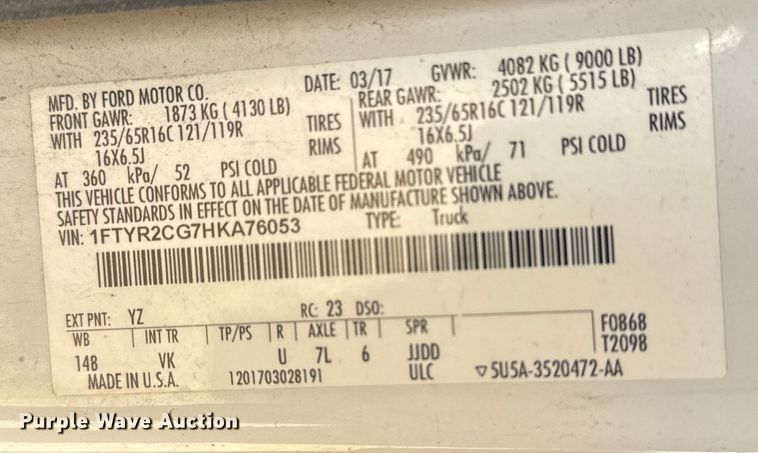 MFD. BY FORD MOTOR CO. DATE: 03/17 GVWR: 4082 KG ( 9000 LB)
FRONT GAWR: 1873 KG ( 4130 LB) REAR GAWR: 2502 KG ( 5515 LB)
WITH 235/65R16C 121/119R TIRES WITH 235/65R16C 121/119R TIRES
16X6.5J RIMS 16X6.5J RIMS
AT 360 kPa/ 52 PSI COLD AT 490 kPa/ 71 PSI COLD
THIS VEHICLE CONFORMS TO ALL APPLICABLE FEDERAL MOTOR VEHICLE
SAFETY STANDARDS IN EFFECT ON THE DATE OF MANUFACTURE SHOWN ABOVE.
VIN: 1FTYR2CG7HKA76053 TYPE: Truck
EXT PNT: YZ RC: 23 DSO:
WB INT TR TP/PS R AXLE TR SPR F0868
148 VK U 7L 6 JJDD T2098
MADE IN U.S.A. 1201703028191 ULC ▽5U5A-3520472-AA
Purple Wave Auction